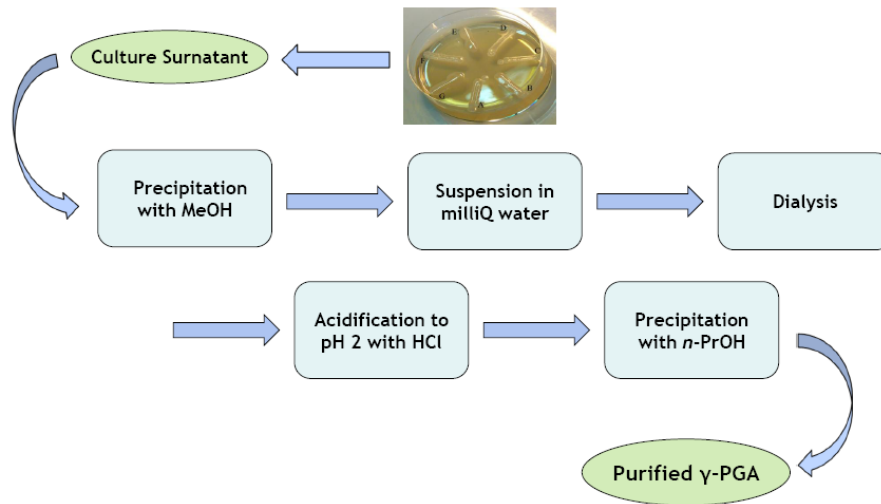 Culture Surnatant
E
D
C
F
B
G
A
Precipitation
with MeOH
Suspension in
milliQ water
Dialysis
Acidification to
pH 2 with HCl
Precipitation
with n-PrOH
Purified γ-PGA